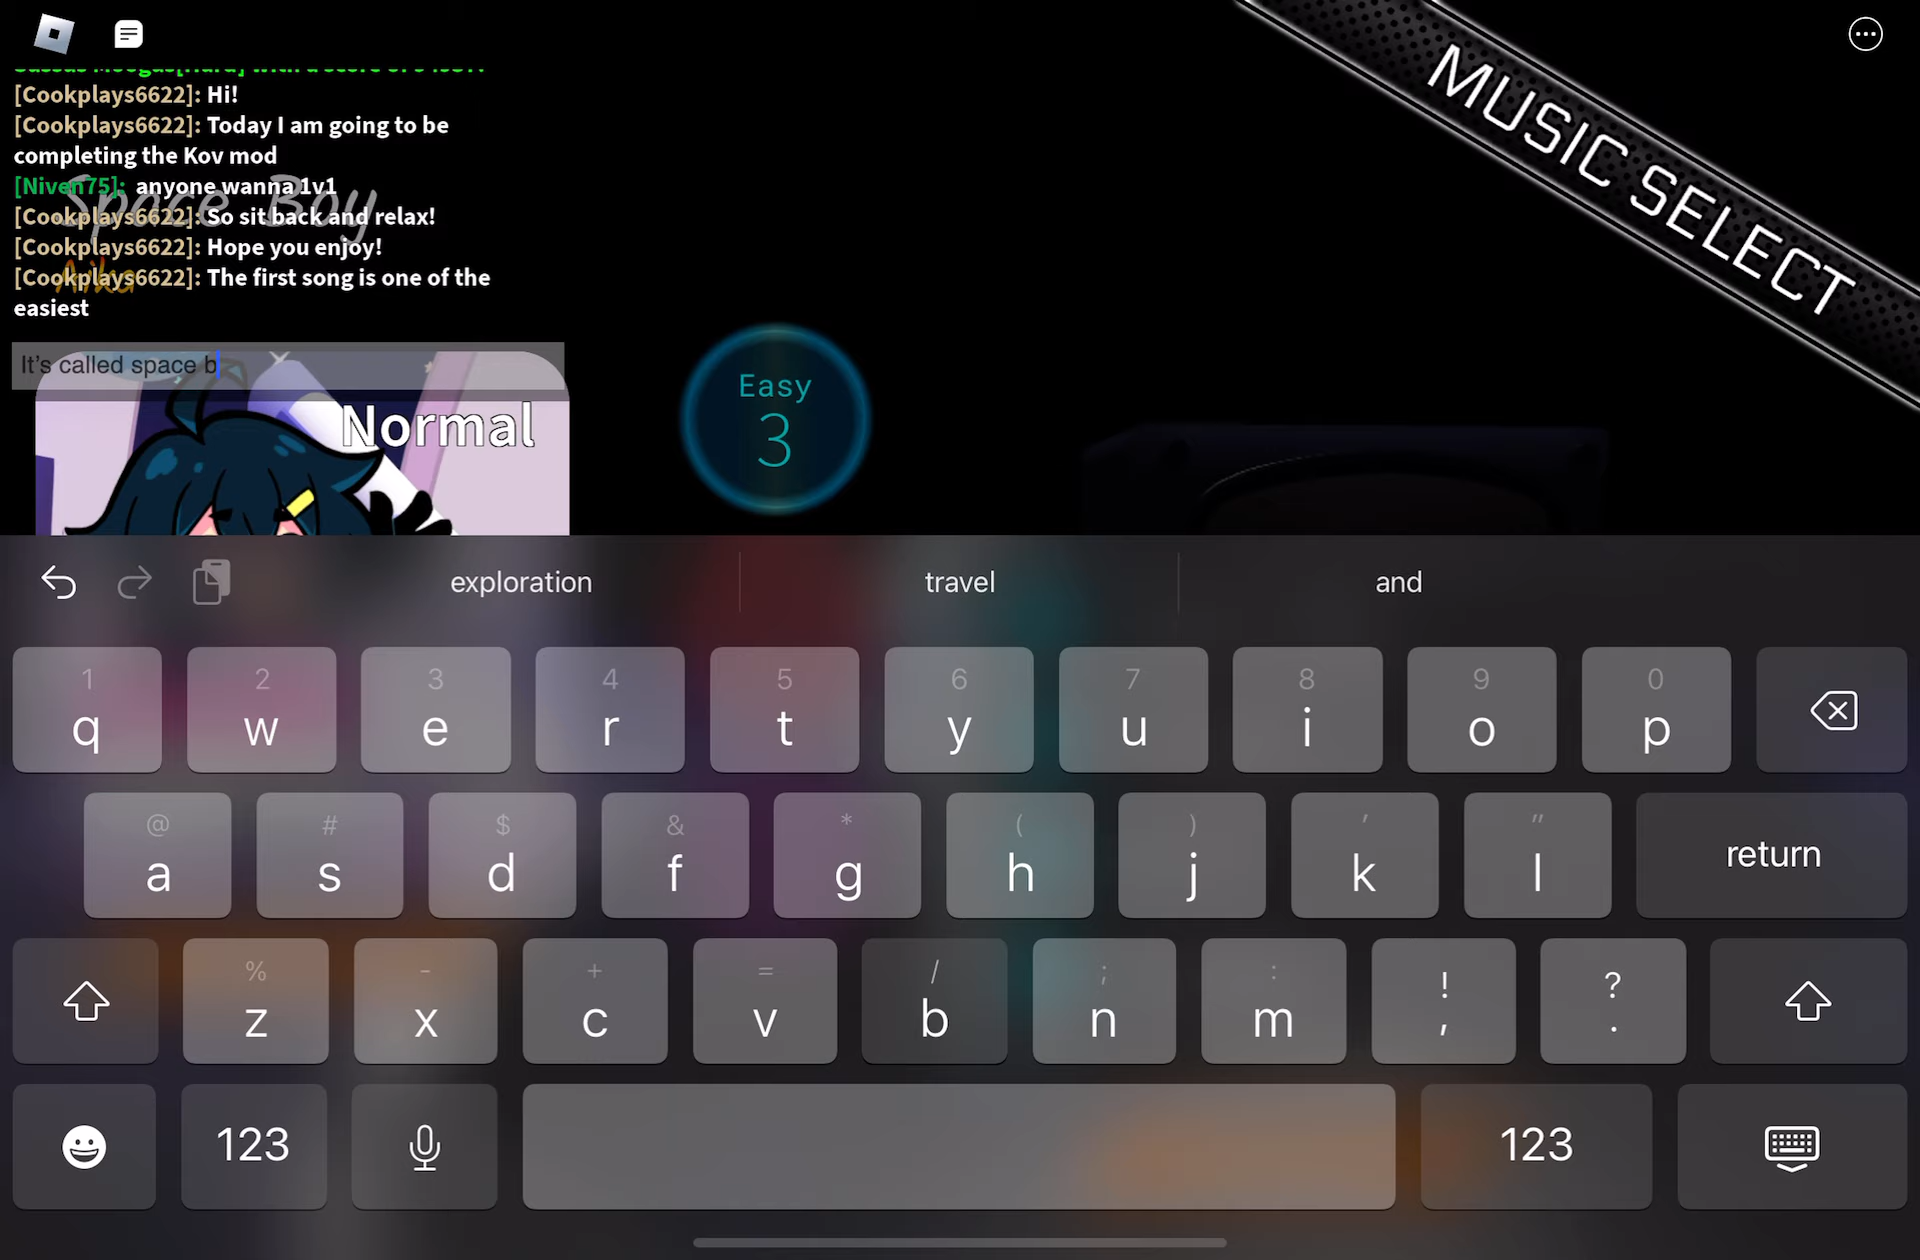 MUSIC SELECT
[Cookplays6622]: Hi!
[Cookplays6622]: Today I am going to be
completing the Kov mod
[Niven75]: anyone wanna 1v1
Space Boy
[Cookplays6622]: So sit back and relax!
[Cookplays6622]: Hope you enjoy!
[Cookplays6622]: The first song is one of the
Aika
easiest
It's called space b
Normal
Easy
3
exploration travel and
1 2 3 4 5 6 7 8 9 0
q w e r t y u i o p
@ # $ & * ( ) ' "
a s d f g h j k l return
% - + = / ; : ! ?
z x c v b n m , .
123 123